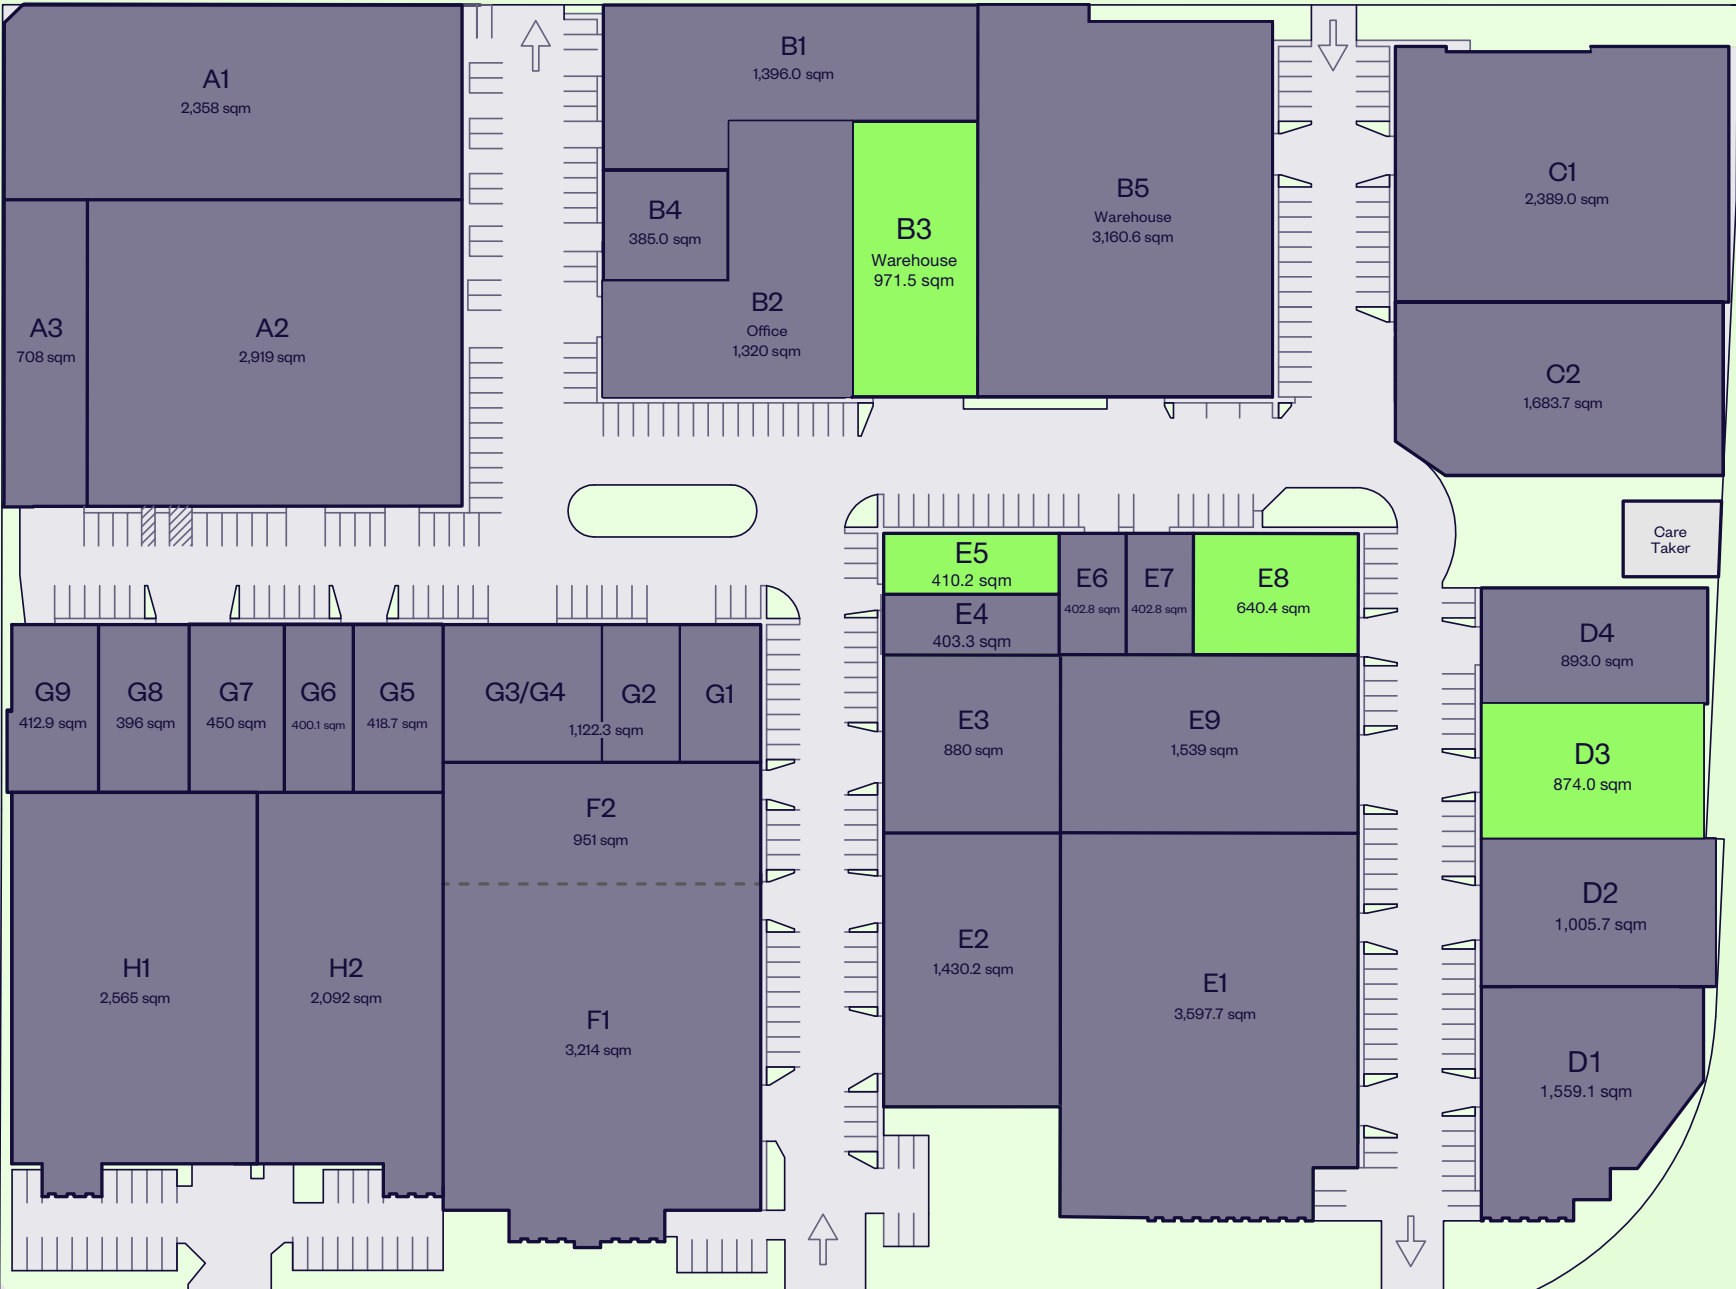 A1
2,358 sqm
A3
708 sqm
A2
2,919 sqm
B1
1,396.0 sqm
B4
385.0 sqm
B2
Office
1,320 sqm
B3
Warehouse
971.5 sqm
B5
Warehouse
3,160.6 sqm
C1
2,389.0 sqm
C2
1,683.7 sqm
Care
Taker
E5
410.2 sqm
E4
403.3 sqm
E6
402.8 sqm
E7
402.8 sqm
E8
640.4 sqm
E3
880 sqm
E9
1,539 sqm
E2
1,430.2 sqm
E1
3,597.7 sqm
D4
893.0 sqm
D3
874.0 sqm
D2
1,005.7 sqm
D1
1,559.1 sqm
G9
412.9 sqm
G8
396 sqm
G7
450 sqm
G6
400.1 sqm
G5
418.7 sqm
G3/G4
G2
G1
1,122.3 sqm
F2
951 sqm
F1
3,214 sqm
H1
2,565 sqm
H2
2,092 sqm